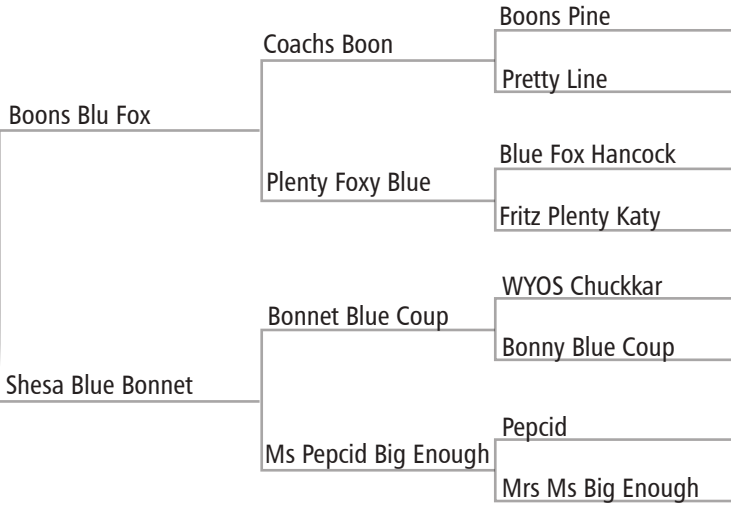 Boons Pine
Coachs Boon
Pretty Line
Boons Blu Fox
Blue Fox Hancock
Plenty Foxy Blue
Fritz Plenty Katy
WYOS Chuckkar
Bonnet Blue Coup
Bonny Blue Coup
Shesa Blue Bonnet
Pepcid
Ms Pepcid Big Enough
Mrs Ms Big Enough